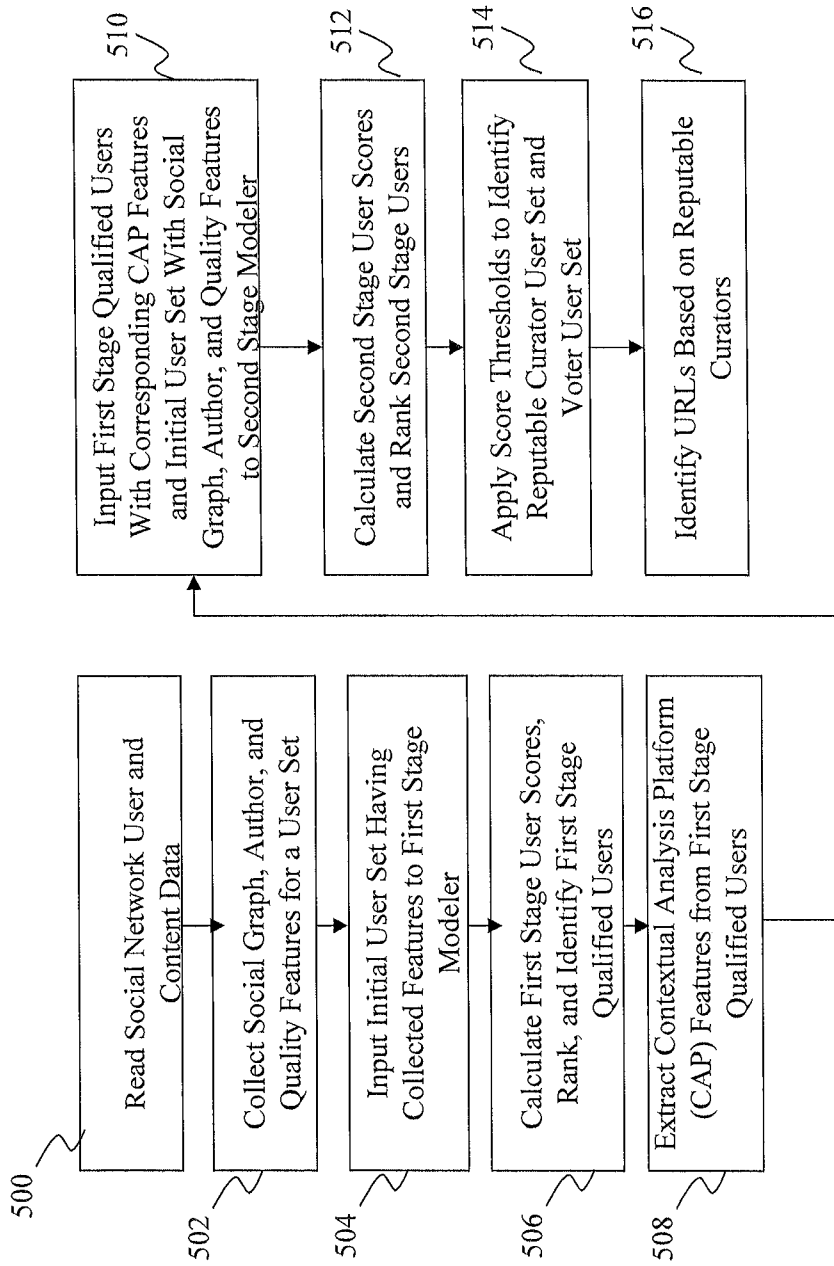 500
Read Social Network User and
Content Data
502
Collect Social Graph, Author, and
Quality Features for a User Set
504
Input Initial User Set Having
Collected Features to First Stage
Modeler
506
Calculate First Stage User Scores,
Rank, and Identify First Stage
Qualified Users
508
Extract Contextual Analysis Platform
(CAP) Features from First Stage
Qualified Users
510
Input First Stage Qualified Users
With Corresponding CAP Features
and Initial User Set With Social
Graph, Author, and Quality Features
to Second Stage Modeler
512
Calculate Second Stage User Scores
and Rank Second Stage Users
514
Apply Score Thresholds to Identify
Reputable Curator User Set and
Voter User Set
516
Identify URLs Based on Reputable
Curators